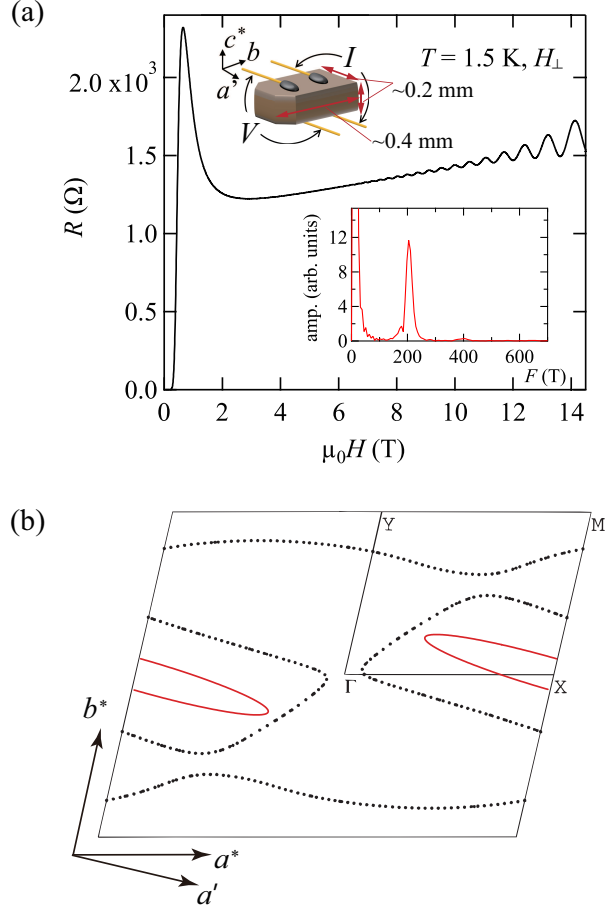 (a)
c*
b
a'
I
V
T = 1.5 K, H⊥
~0.2 mm
~0.4 mm
2.0 x10³
1.5
1.0
0.5
0.0
R (Ω)
0 2 4 6 8 10 12 14
μ₀H (T)
12
8
4
0
amp. (arb. units)
0 200 400 600
F (T)
(b)
Y
M
Γ
X
b*
a*
a'